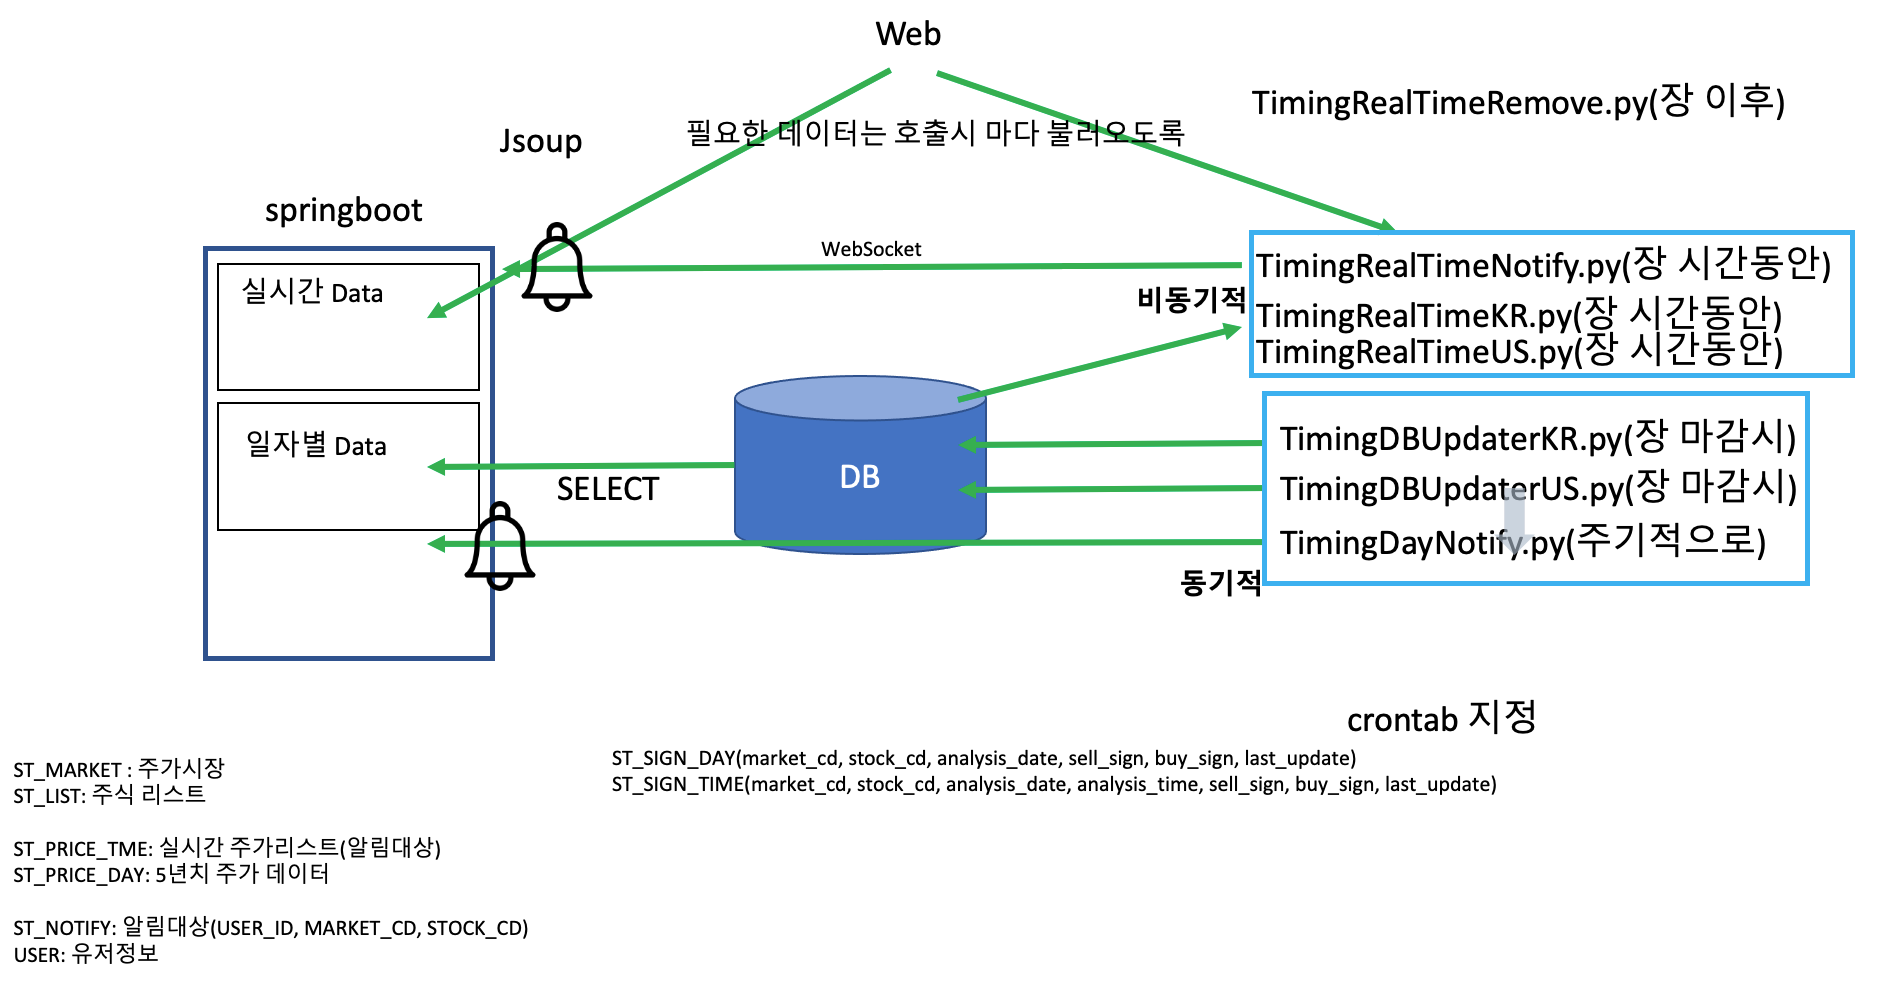 Web
TimingRealTimeRemove.py(장 이후)
필요한 데이터는 호출시 마다 불러오도록
Jsoup
springboot
WebSocket
실시간 Data
비동기적
TimingRealTimeNotify.py(장 시간동안)
TimingRealTimeKR.py(장 시간동안)
TimingRealTimeUS.py(장 시간동안)
일자별 Data
SELECT
DB
TimingDBUpdaterKR.py(장 마감시)
TimingDBUpdaterUS.py(장 마감시)
TimingDayNotify.py(주기적으로)
동기적
crontab 지정
ST_MARKET : 주가시장
ST_LIST: 주식 리스트
ST_PRICE_TME: 실시간 주가리스트(알림대상)
ST_PRICE_DAY: 5년치 주가 데이터
ST_NOTIFY: 알림대상(USER_ID, MARKET_CD, STOCK_CD)
USER: 유저정보
ST_SIGN_DAY(market_cd, stock_cd, analysis_date, sell_sign, buy_sign, last_update)
ST_SIGN_TIME(market_cd, stock_cd, analysis_date, analysis_time, sell_sign, buy_sign, last_update)